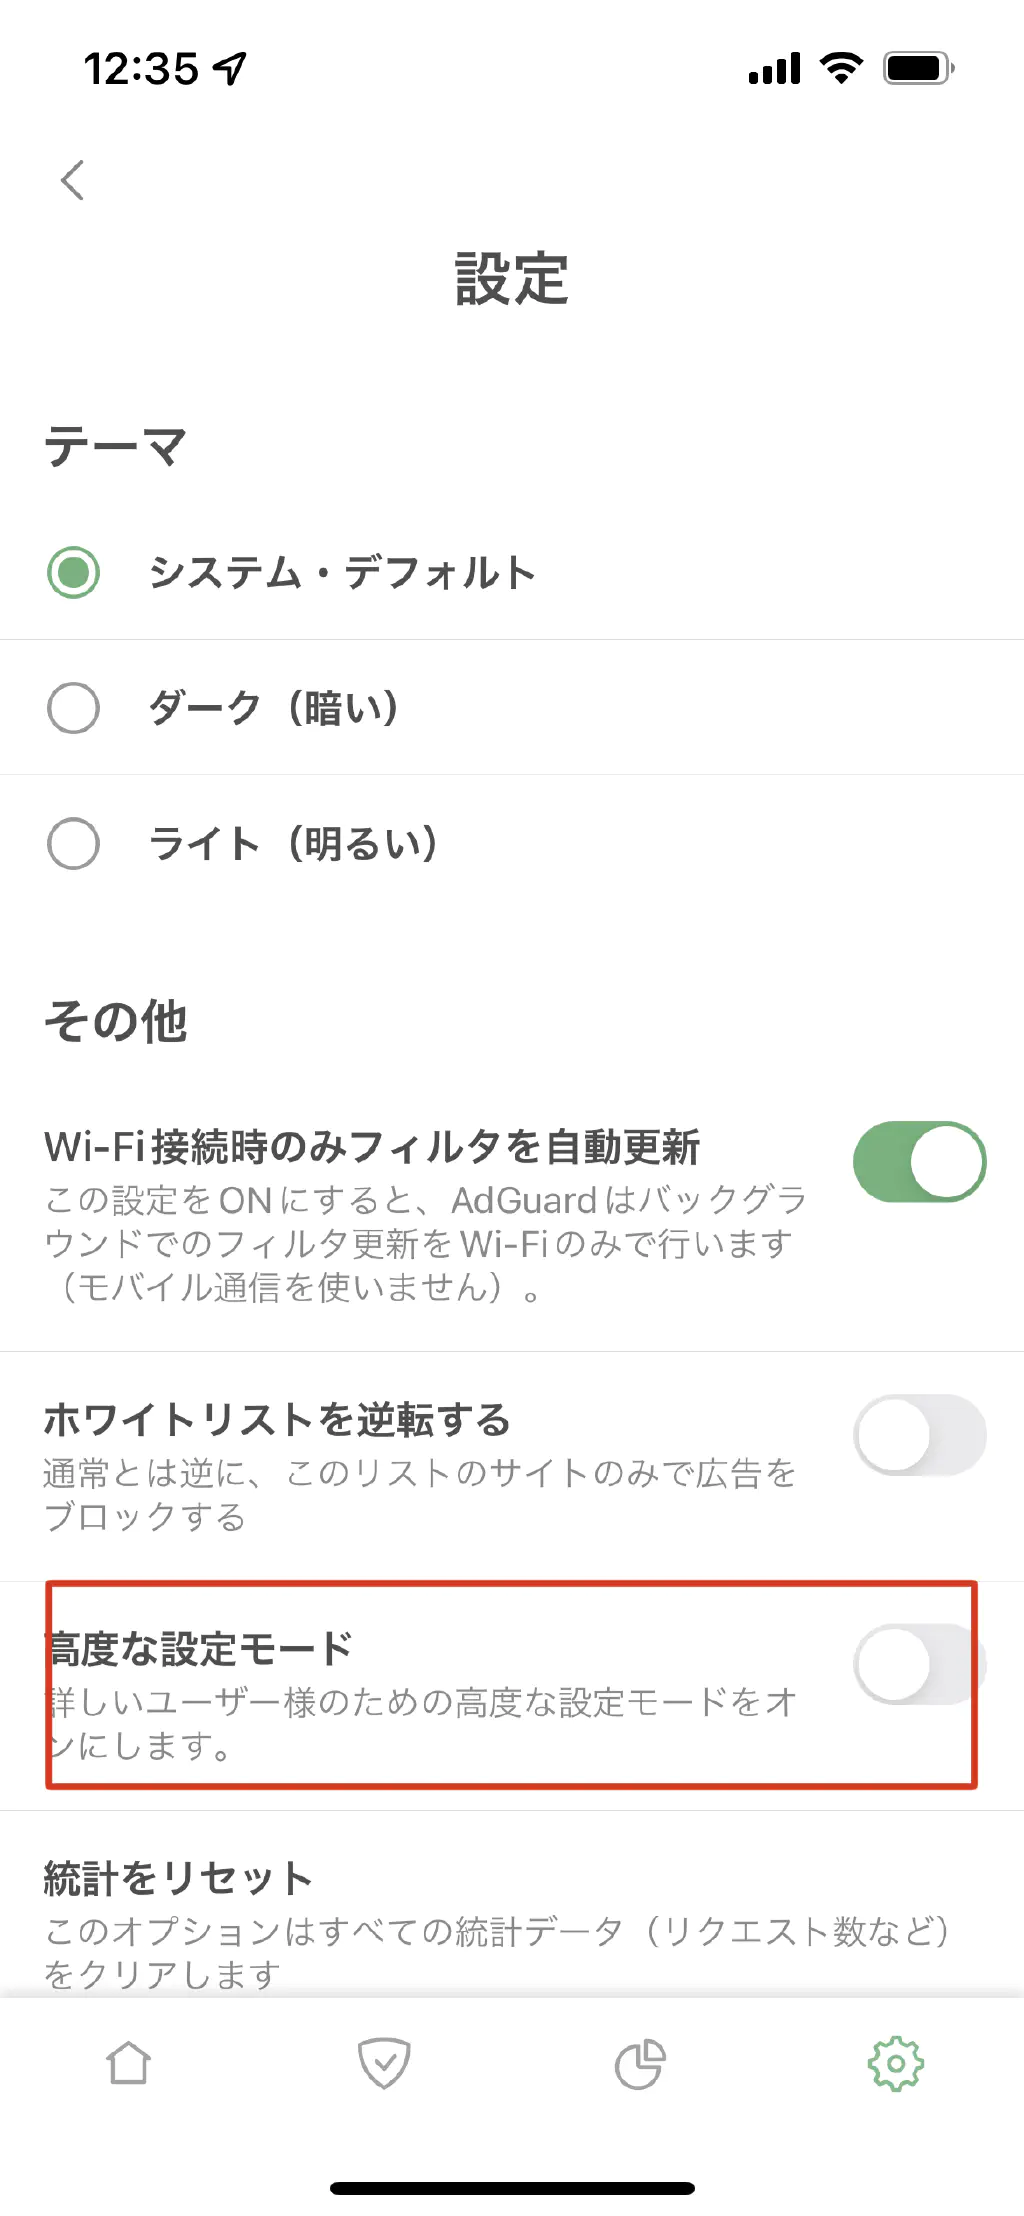 12:35
設定
テーマ
システム・デフォルト
ダーク（暗い）
ライト（明るい）
その他
Wi-Fi接続時のみフィルタを自動更新
この設定をONにすると、AdGuardはバックグラ
ウンドでのフィルタ更新をWi-Fiのみで行います
（モバイル通信を使いません）。
ホワイトリストを逆転する
通常とは逆に、このリストのサイトのみで広告を
ブロックする
高度な設定モード
詳しいユーザー様のための高度な設定モードをオ
ンにします。
統計をリセット
このオプションはすべての統計データ（リクエスト数など）
をクリアします